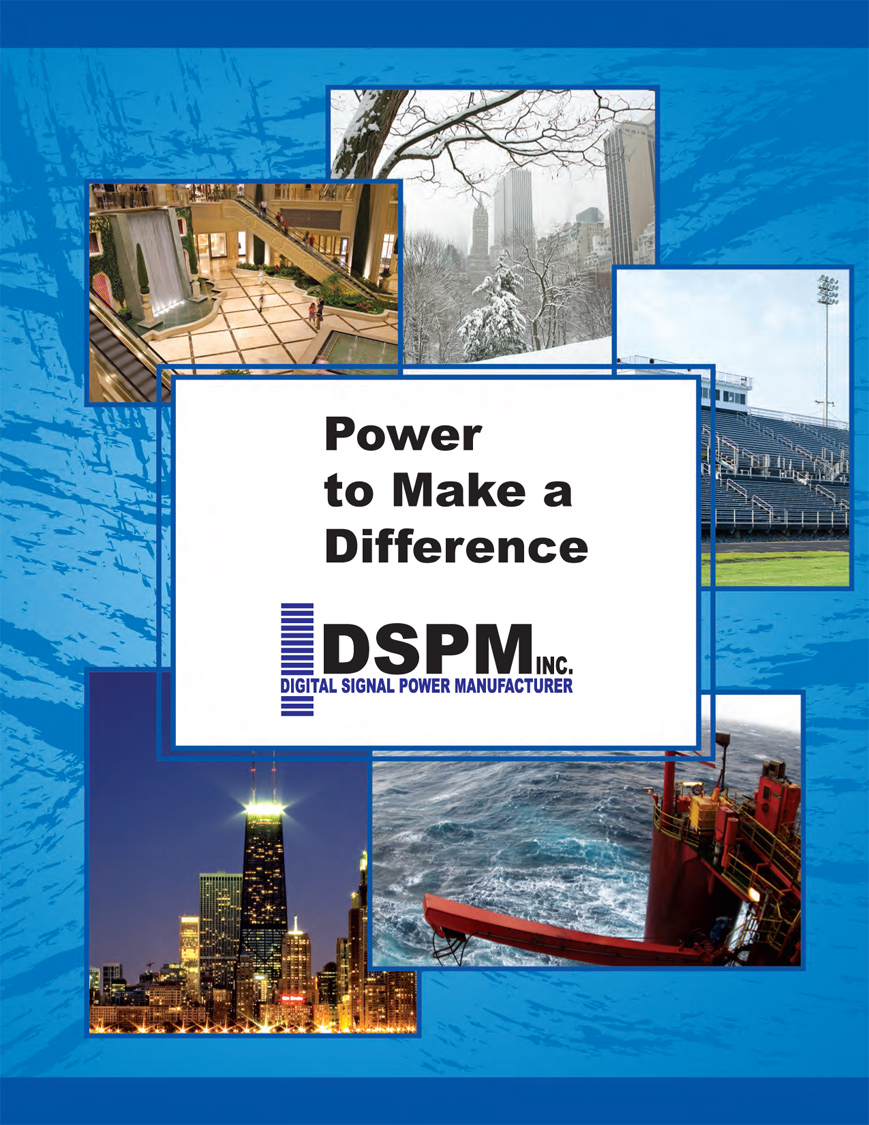 Power
to Make a
Difference
DSPM INC.
DIGITAL SIGNAL POWER MANUFACTURER